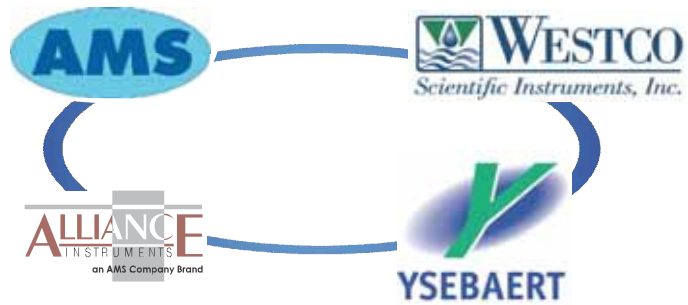 AMS
WESTCO
Scientific Instruments, Inc.
ALLIANCE
INSTRUMENTS
an AMS Company Brand
YSEBAERT